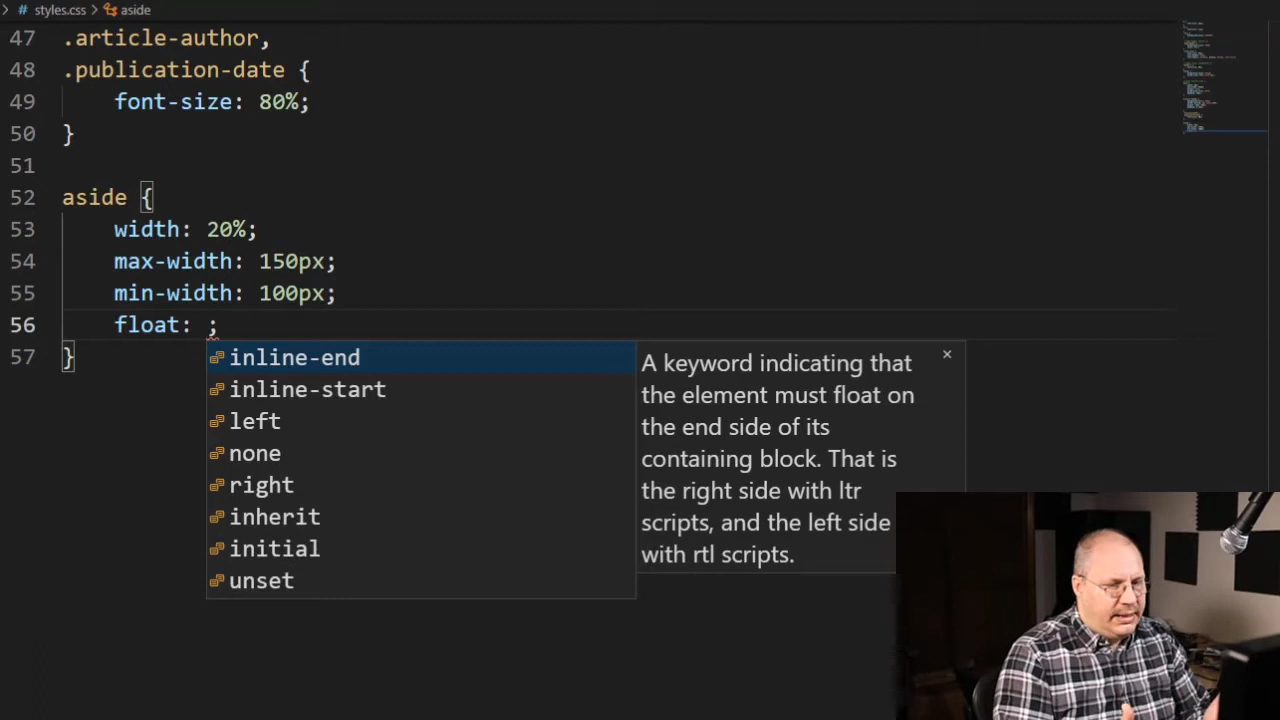 > # styles.css > aside
47 .article-author,
48 .publication-date {
49 font-size: 80%;
50 }
51
52 aside {
53 width: 20%;
54 max-width: 150px;
55 min-width: 100px;
56 float: ;
57 }
inline-end
inline-start
left
none
right
inherit
initial
unset
A keyword indicating that
the element must float on
the end side of its
containing block. That is
the right side with ltr
scripts, and the left side
with rtl scripts.